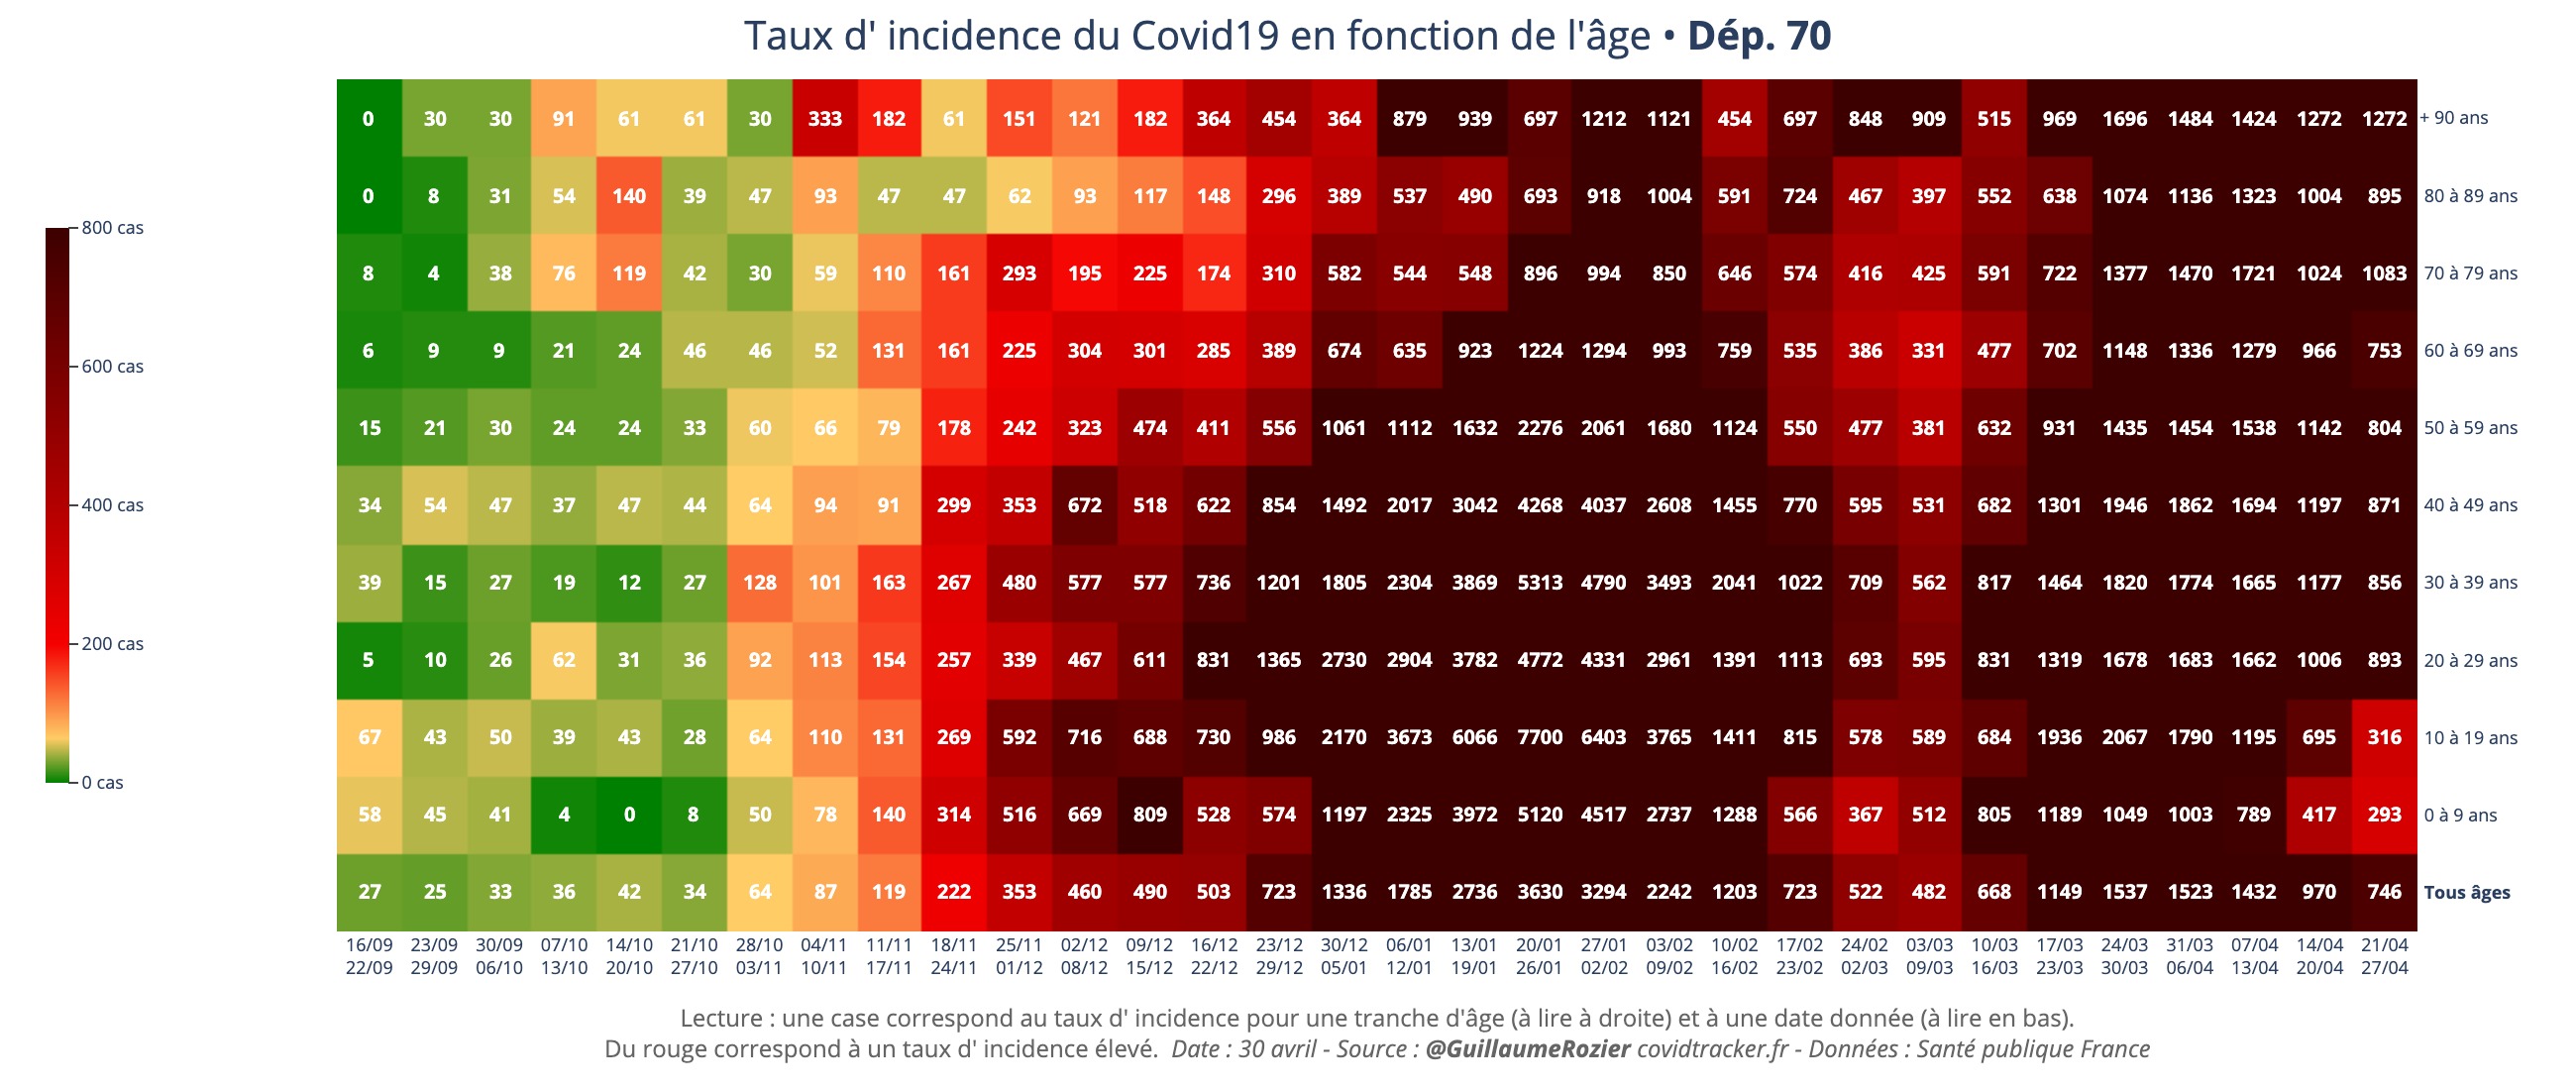 Taux d' incidence du Covid19 en fonction de l'âge • Dép. 70
0 30 30 91 61 61 30 333 182 61 151 121 182 364 454 364 879 939 697 1212 1121 454 697 848 909 515 969 1696 1484 1424 1272 1272 + 90 ans
0 8 31 54 140 39 47 93 47 47 62 93 117 148 296 389 537 490 693 918 1004 591 724 467 397 552 638 1074 1136 1323 1004 895 80 à 89 ans
800 cas
8 4 38 76 119 42 30 59 110 161 293 195 225 174 310 582 544 548 896 994 850 646 574 416 425 591 722 1377 1470 1721 1024 1083 70 à 79 ans
6 9 9 21 24 46 46 52 131 161 225 304 301 285 389 674 635 923 1224 1294 993 759 535 386 331 477 702 1148 1336 1279 966 753 60 à 69 ans
600 cas
15 21 30 24 24 33 60 66 79 178 242 323 474 411 556 1061 1112 1632 2276 2061 1680 1124 550 477 381 632 931 1435 1454 1538 1142 804 50 à 59 ans
400 cas
34 54 47 37 47 44 64 94 91 299 353 672 518 622 854 1492 2017 3042 4268 4037 2608 1455 770 595 531 682 1301 1946 1862 1694 1197 871 40 à 49 ans
39 15 27 19 12 27 128 101 163 267 480 577 577 736 1201 1805 2304 3869 5313 4790 3493 2041 1022 709 562 817 1464 1820 1774 1665 1177 856 30 à 39 ans
200 cas
5 10 26 62 31 36 92 113 154 257 339 467 611 831 1365 2730 2904 3782 4772 4331 2961 1391 1113 693 595 831 1319 1678 1683 1662 1006 893 20 à 29 ans
67 43 50 39 43 28 64 110 131 269 592 716 688 730 986 2170 3673 6066 7700 6403 3765 1411 815 578 589 684 1936 2067 1790 1195 695 316 10 à 19 ans
0 cas
58 45 41 4 0 8 50 78 140 314 516 669 809 528 574 1197 2325 3972 5120 4517 2737 1288 566 367 512 805 1189 1049 1003 789 417 293 0 à 9 ans
27 25 33 36 42 34 64 87 119 222 353 460 490 503 723 1336 1785 2736 3630 3294 2242 1203 723 522 482 668 1149 1537 1523 1432 970 746 Tous âges
16/09 23/09 30/09 07/10 14/10 21/10 28/10 04/11 11/11 18/11 25/11 02/12 09/12 16/12 23/12 30/12 06/01 13/01 20/01 27/01 03/02 10/02 17/02 24/02 03/03 10/03 17/03 24/03 31/03 07/04 14/04 21/04
22/09 29/09 06/10 13/10 20/10 27/10 03/11 10/11 17/11 24/11 01/12 08/12 15/12 22/12 29/12 05/01 12/01 19/01 26/01 02/02 09/02 16/02 23/02 02/03 09/03 16/03 23/03 30/03 06/04 13/04 20/04 27/04
Lecture : une case correspond au taux d' incidence pour une tranche d'âge (à lire à droite) et à une date donnée (à lire en bas).
Du rouge correspond à un taux d' incidence élevé. Date : 30 avril - Source : @GuillaumeRozier covidtracker.fr - Données : Santé publique France